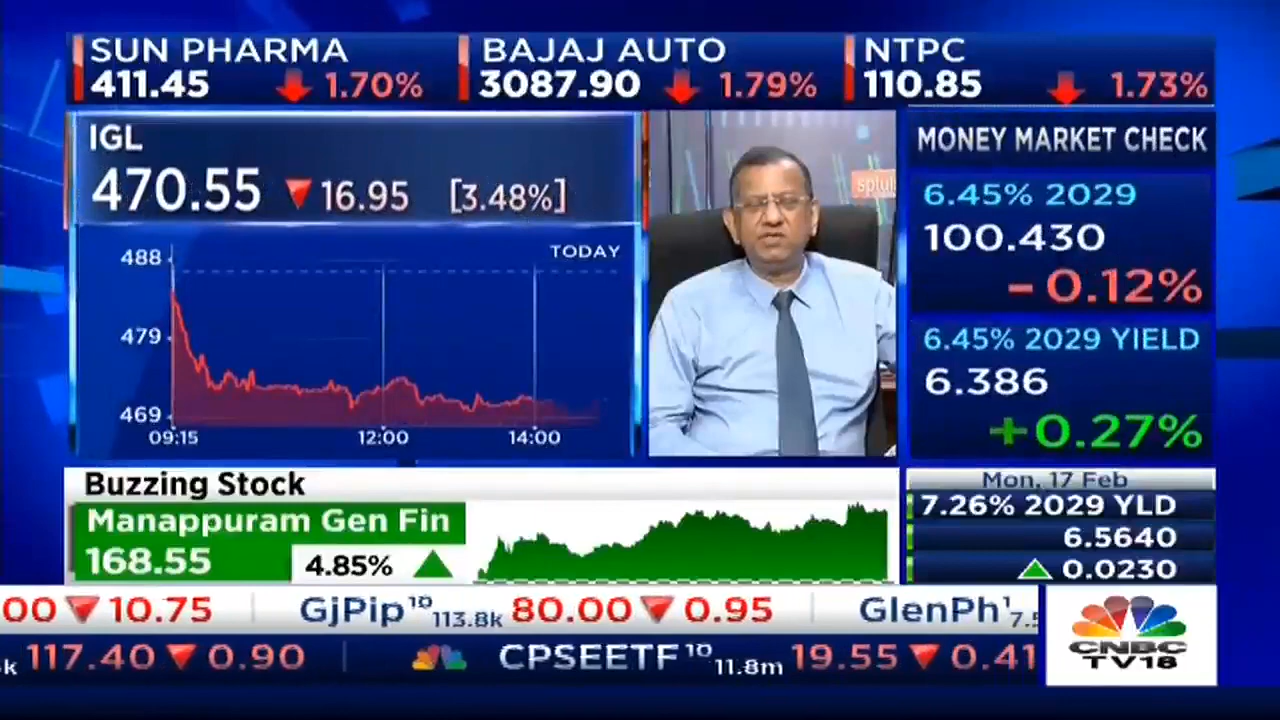 SUN PHARMA
411.45 1.70%
BAJAJ AUTO
3087.90 1.79%
NTPC
110.85 1.73%
IGL
470.55 16.95 [3.48%]
TODAY
488
479
469
09:15 12:00 14:00
MONEY MARKET CHECK
6.45% 2029
100.430
- 0.12%
6.45% 2029 YIELD
6.386
+0.27%
Buzzing Stock
Manappuram Gen Fin
168.55 4.85%
Mon, 17 Feb
7.26% 2029 YLD
6.5640
0.0230
00 10.75 GjPip 10 113.8k 80.00 0.95 GlenPh
k 117.40 0.90 CPSEETF 10 11.8m 19.55 0.41
CNBC
TV18